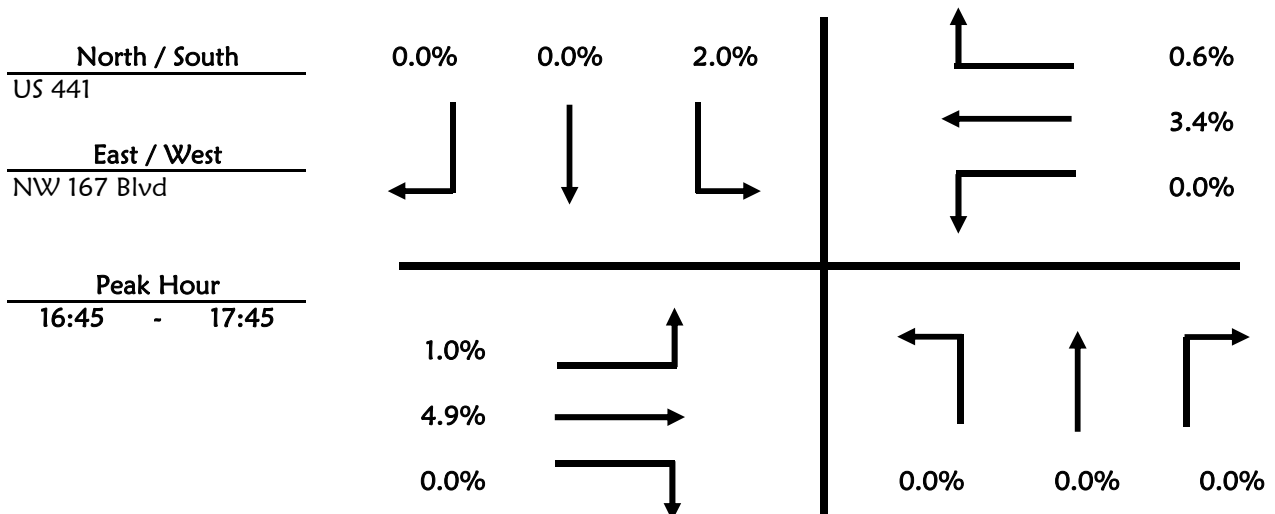 North / South
US 441
East / West
NW 167 Blvd
Peak Hour
16:45 - 17:45
0.0% 0.0% 2.0%
0.6%
3.4%
0.0%
1.0%
4.9%
0.0%
0.0% 0.0% 0.0%